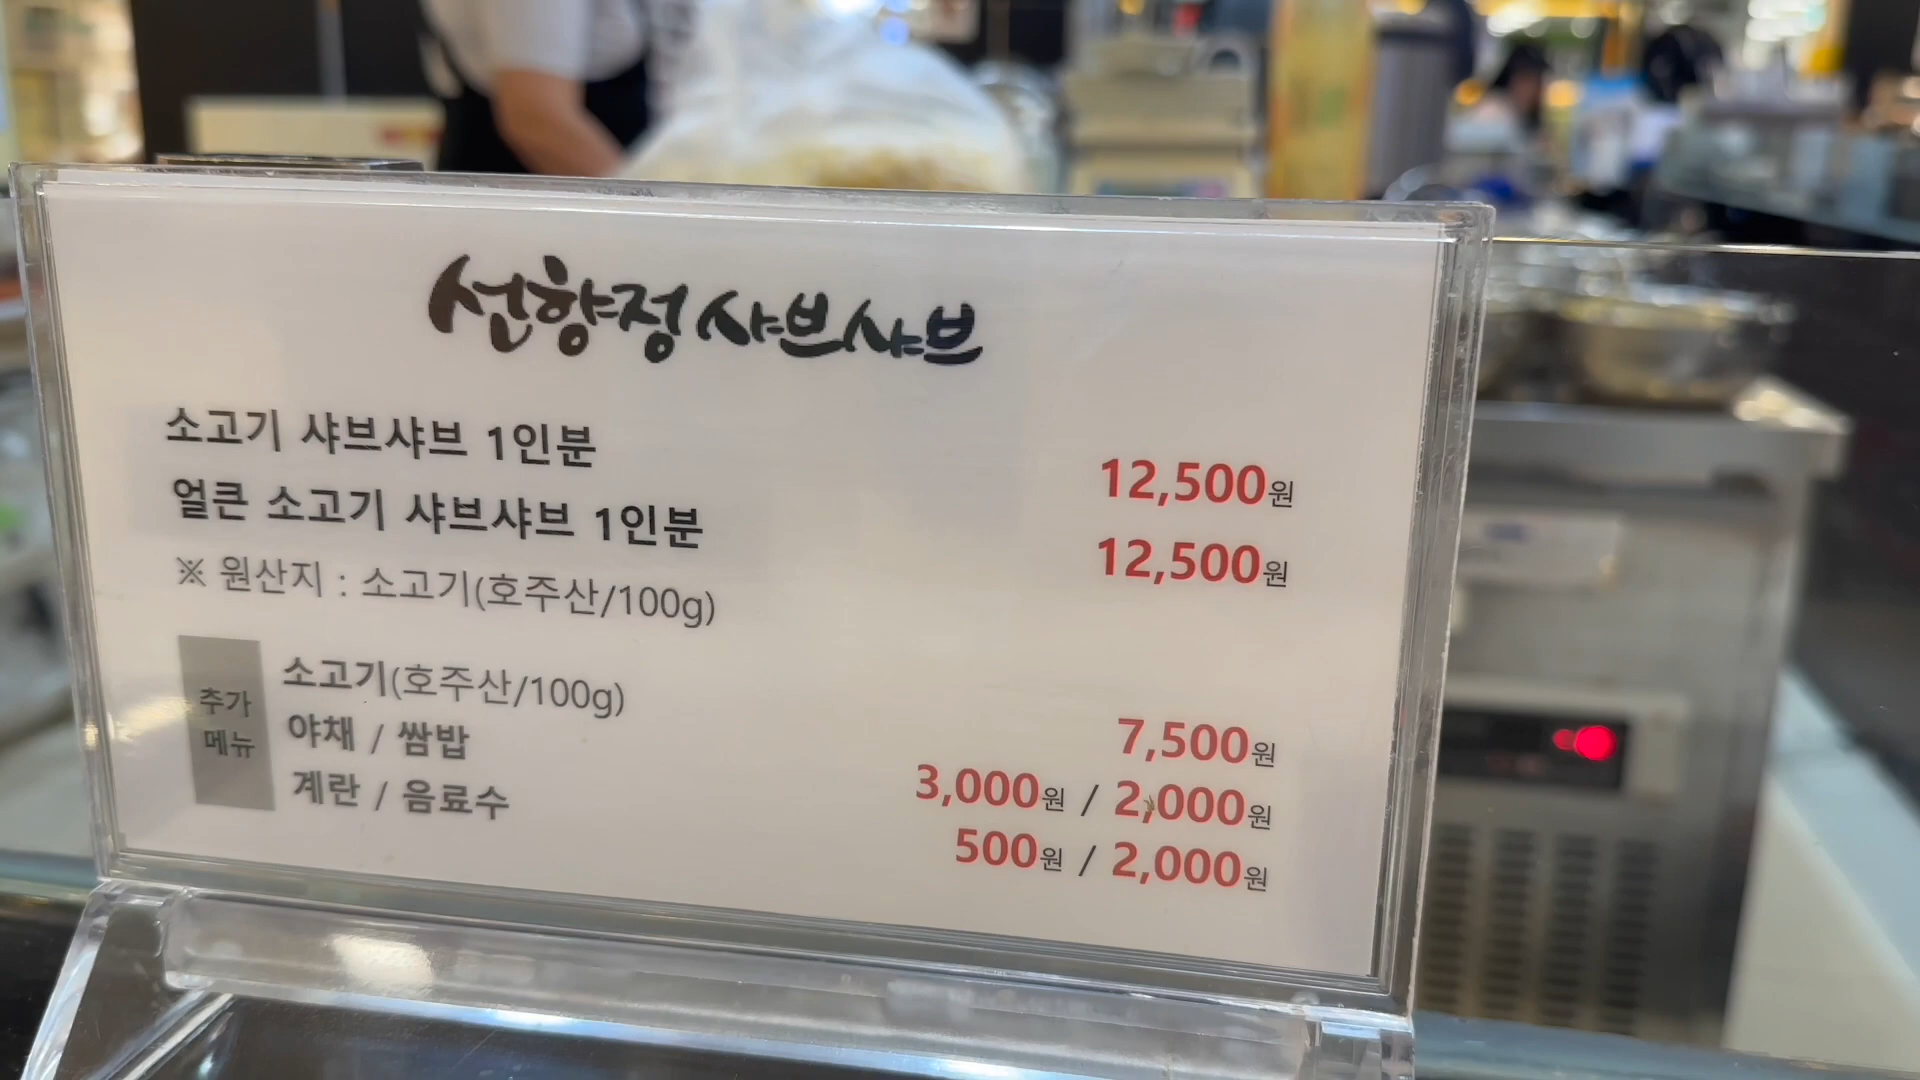 선향정 샤브샤브
소고기 샤브샤브 1인분 12,500원
얼큰 소고기 샤브샤브 1인분 12,500원
※ 원산지 : 소고기(호주산/100g)
추가 메뉴
소고기(호주산/100g) 7,500원
야채 / 쌈밥 3,000원 / 2,000원
계란 / 음료수 500원 / 2,000원